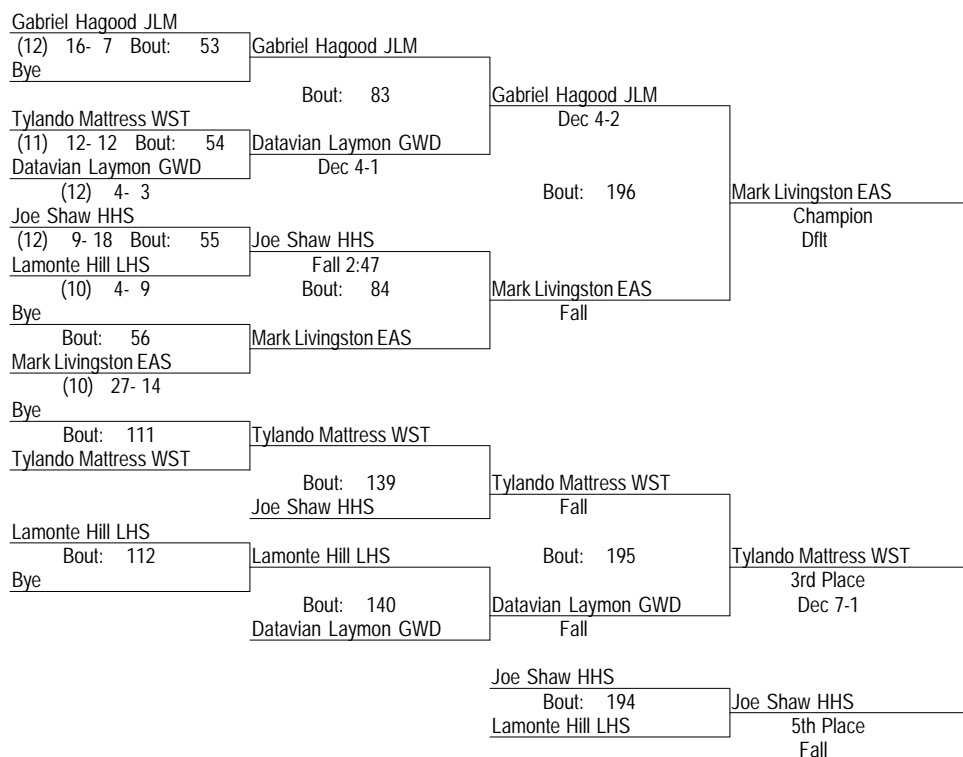 Gabriel Hagood JLM
(12) 16- 7 Bout: 53
Bye
Gabriel Hagood JLM
Bout: 83
Tylando Mattress WST
(11) 12- 12 Bout: 54
Datavian Laymon GWD
(12) 4- 3
Datavian Laymon GWD
Dec 4-1
Gabriel Hagood JLM
Dec 4-2
Bout: 196
Joe Shaw HHS
(12) 9- 18 Bout: 55
Lamonte Hill LHS
(10) 4- 9
Joe Shaw HHS
Fall 2:47
Bout: 84
Bye
Bout: 56
Mark Livingston EAS
(10) 27- 14
Mark Livingston EAS
Mark Livingston EAS
Fall
Mark Livingston EAS
Champion
Dflt
Bye
Bout: 111
Tylando Mattress WST
Tylando Mattress WST
Bout: 139
Joe Shaw HHS
Tylando Mattress WST
Fall
Bout: 195
Lamonte Hill LHS
Bout: 112
Bye
Lamonte Hill LHS
Bout: 140
Datavian Laymon GWD
Datavian Laymon GWD
Fall
Tylando Mattress WST
3rd Place
Dec 7-1
Joe Shaw HHS
Bout: 194
Lamonte Hill LHS
Joe Shaw HHS
5th Place
Fall